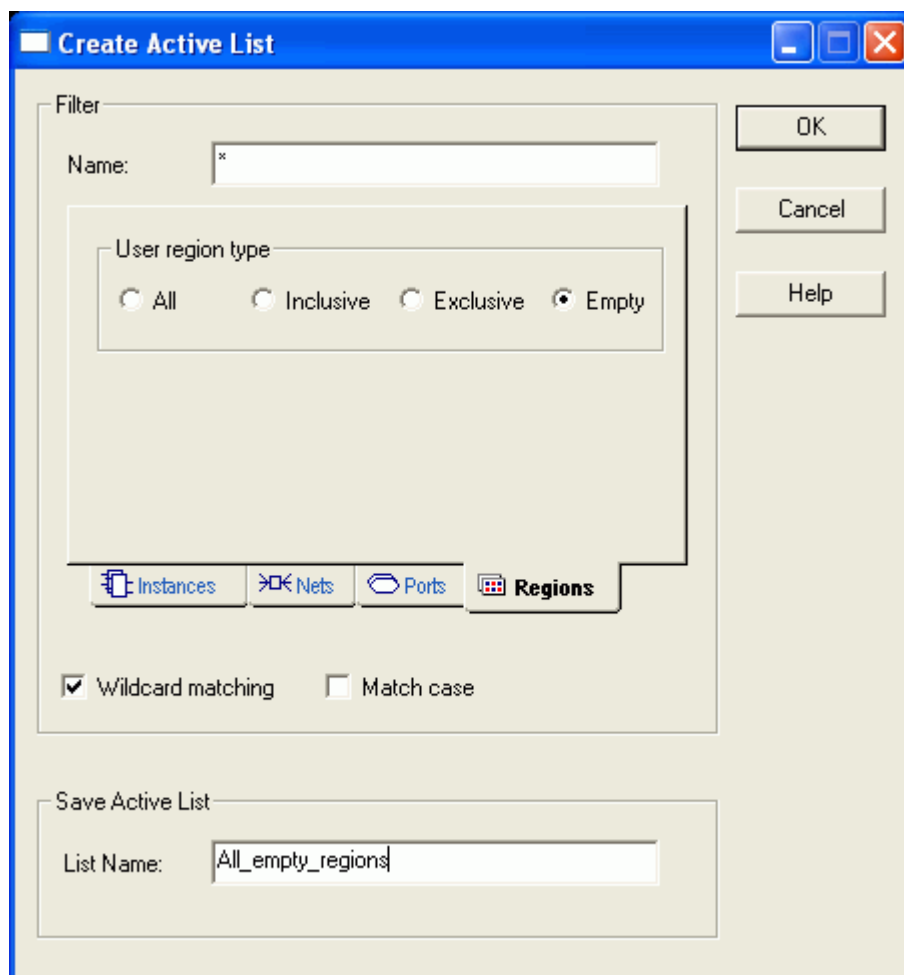 Create Active List
Filter
Name: *
OK
Cancel
Help
User region type
All Inclusive Exclusive Empty
Instances Nets Ports Regions
Wildcard matching Match case
Save Active List
List Name: All_empty_regions